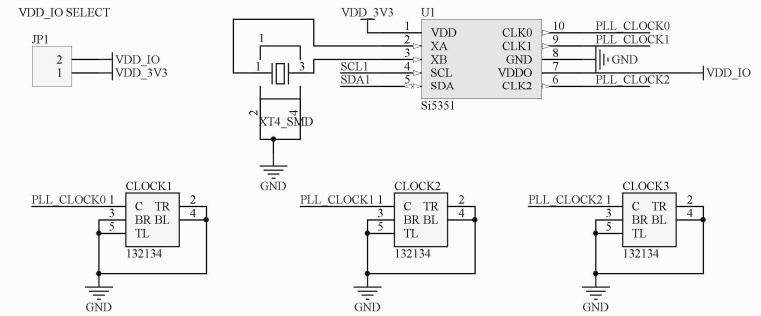 VDD_IO SELECT
JP1
2 VDD_IO
1 VDD_3V3
VDD_3V3 U1
1 VDD CLK0 10 PLL_CLOCK0
2 XA CLK1 9 PLL_CLOCK1
3 XB GND 8 GND
SCL1 4 SCL VDDO 7 VDD_IO
SDA1 5 SDA CLK2 6 PLL_CLOCK2
Si5351
1
1 3
2 4
XT4_SMD
GND
CLOCK1
PLL_CLOCK0 1 C TR 2
3 BR BL 4
5 TL
132134
GND
CLOCK2
PLL_CLOCK1 1 C TR 2
3 BR BL 4
5 TL
132134
GND
CLOCK3
PLL_CLOCK2 1 C TR 2
3 BR BL 4
5 TL
132134
GND